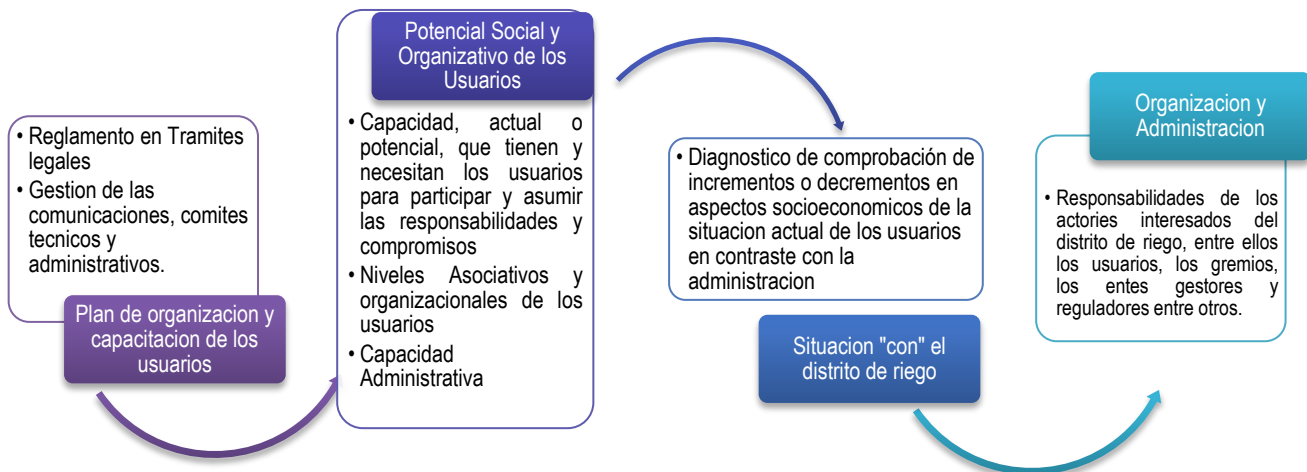 • Reglamento en Tramites
legales
• Gestion de las
comunicaciones, comites
tecnicos y
administrativos.
Plan de organizacion y
capacitacion de los
usuarios
Potencial Social y
Organizativo de los
Usuarios
• Capacidad, actual o
potencial, que tienen y
necesitan los usuarios
para participar y asumir
las responsabilidades y
compromisos
• Niveles Asociativos y
organizacionales de los
usuarios
• Capacidad
Administrativa
• Diagnostico de comprobación de
incrementos o decrementos en
aspectos socioeconomicos de la
situacion actual de los usuarios
en contraste con la
administracion
Situacion "con" el
distrito de riego
Organizacion y
Administracion
• Responsabilidades de los
actories interesados del
distrito de riego, entre ellos
los usuarios, los gremios,
los entes gestores y
reguladores entre otros.